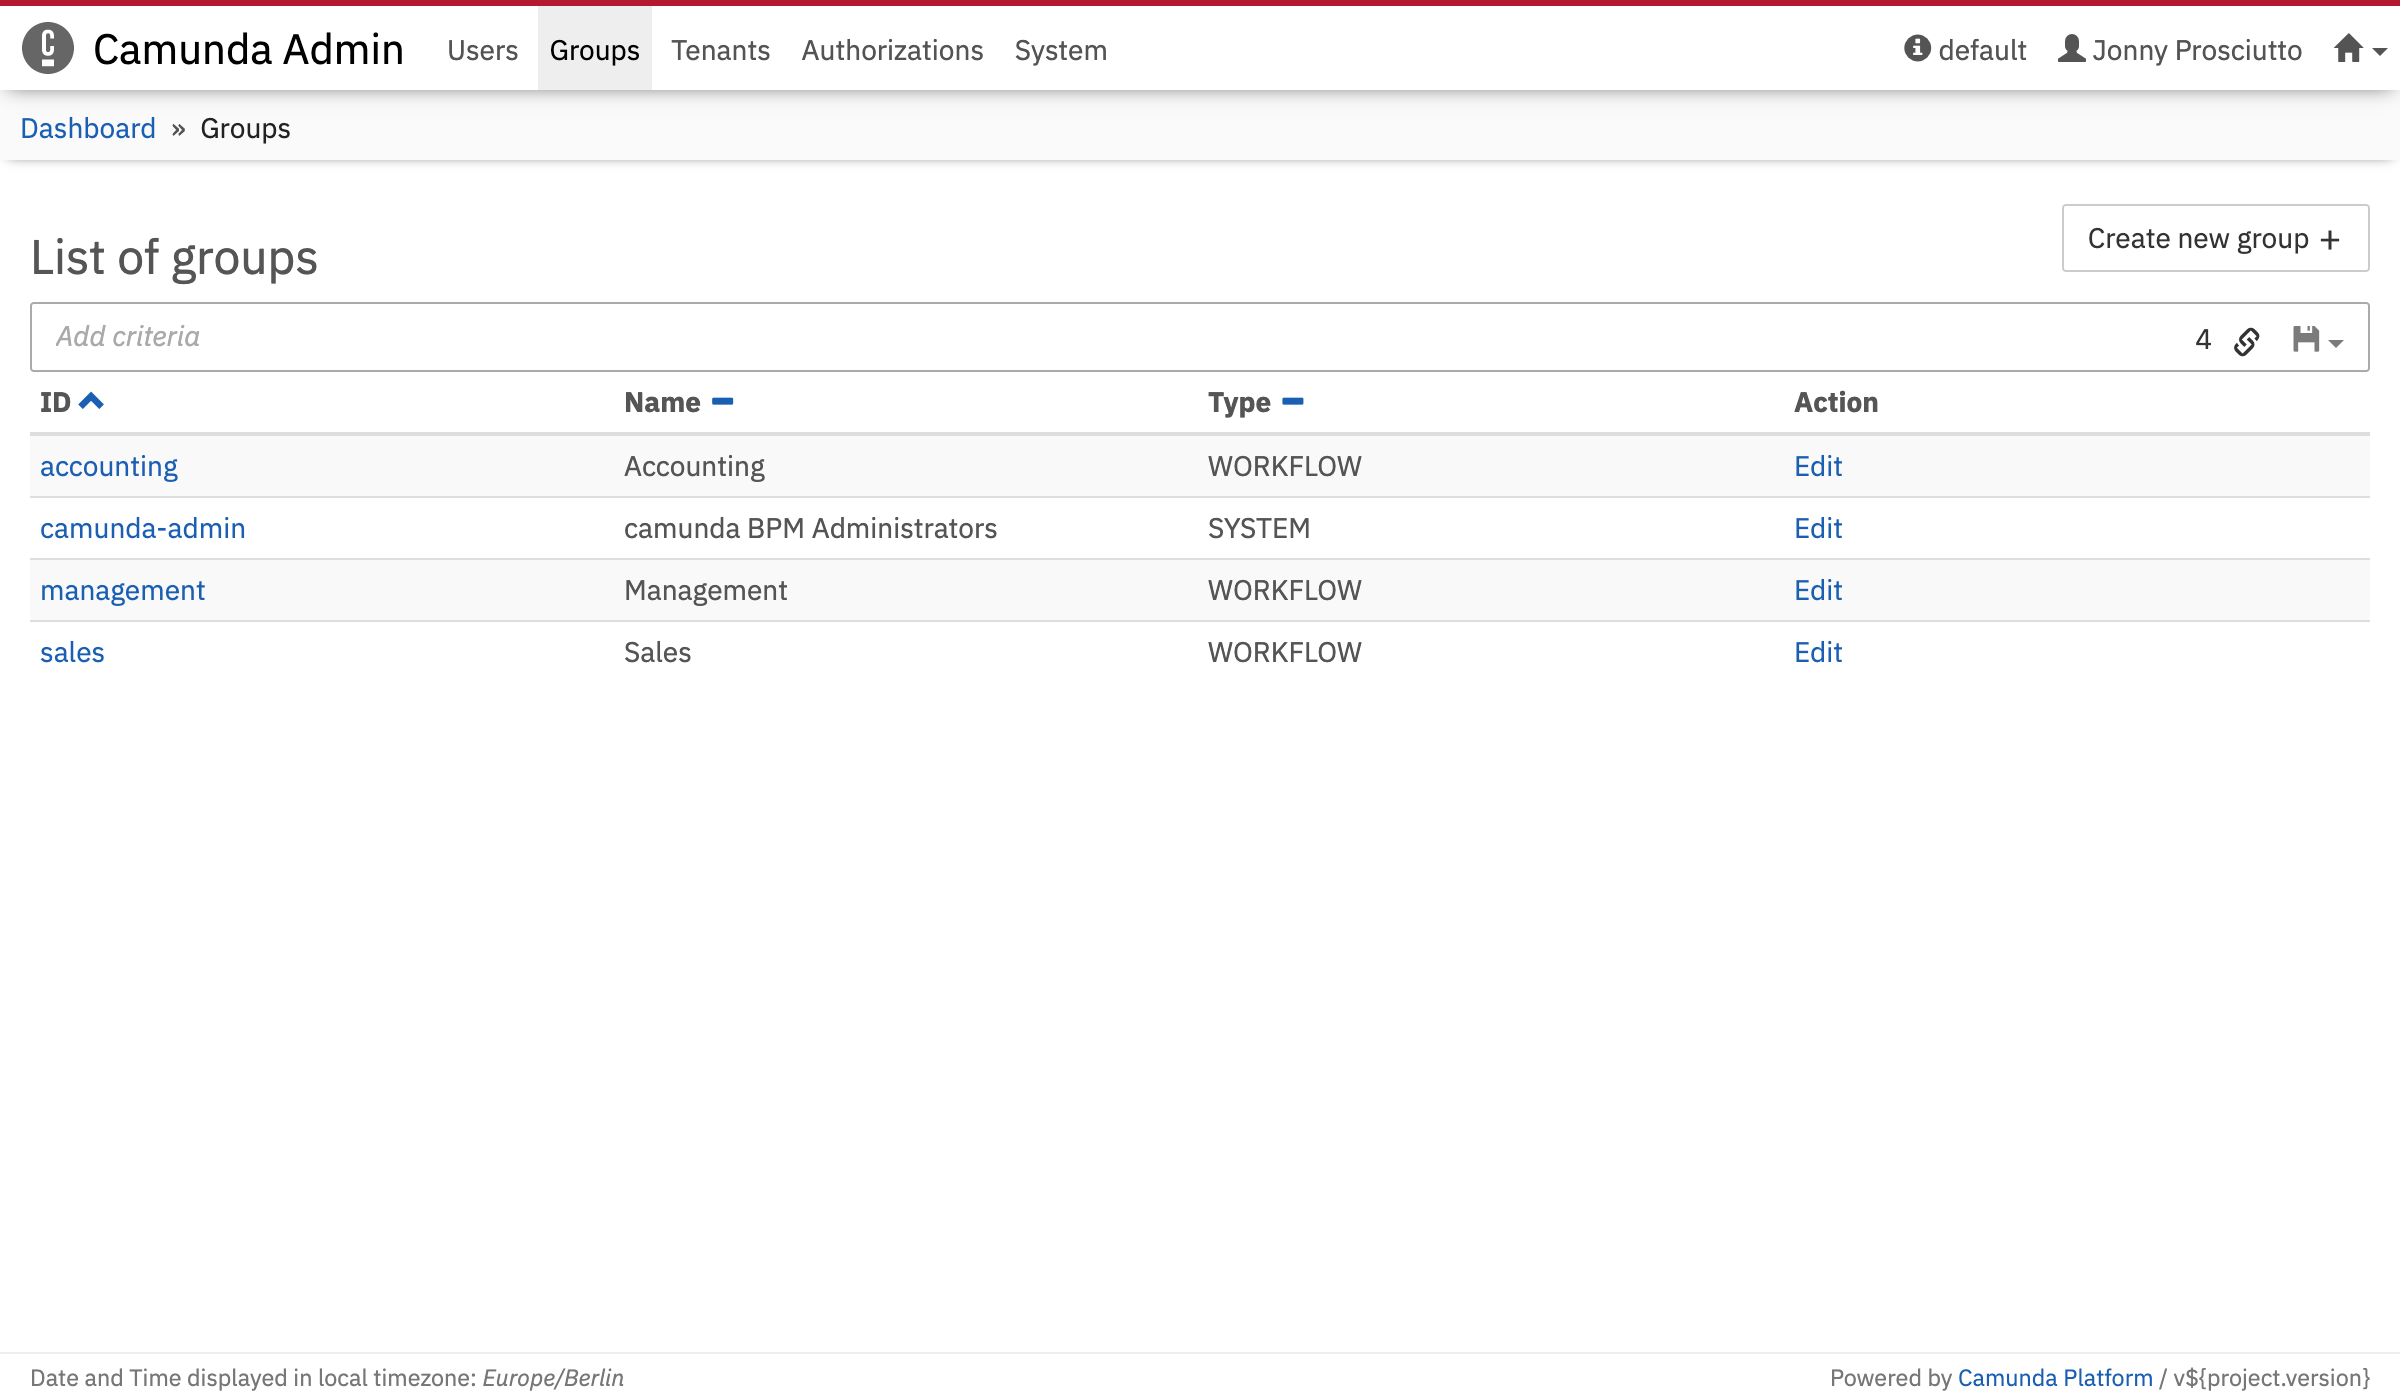 Camunda Admin Users Groups Tenants Authorizations System default Jonny Prosciutto
Dashboard » Groups
List of groups
Create new group +
Add criteria 4
ID Name Type Action
accounting Accounting WORKFLOW Edit
camunda-admin camunda BPM Administrators SYSTEM Edit
management Management WORKFLOW Edit
sales Sales WORKFLOW Edit
Date and Time displayed in local timezone: Europe/Berlin Powered by Camunda Platform / v${project.version}